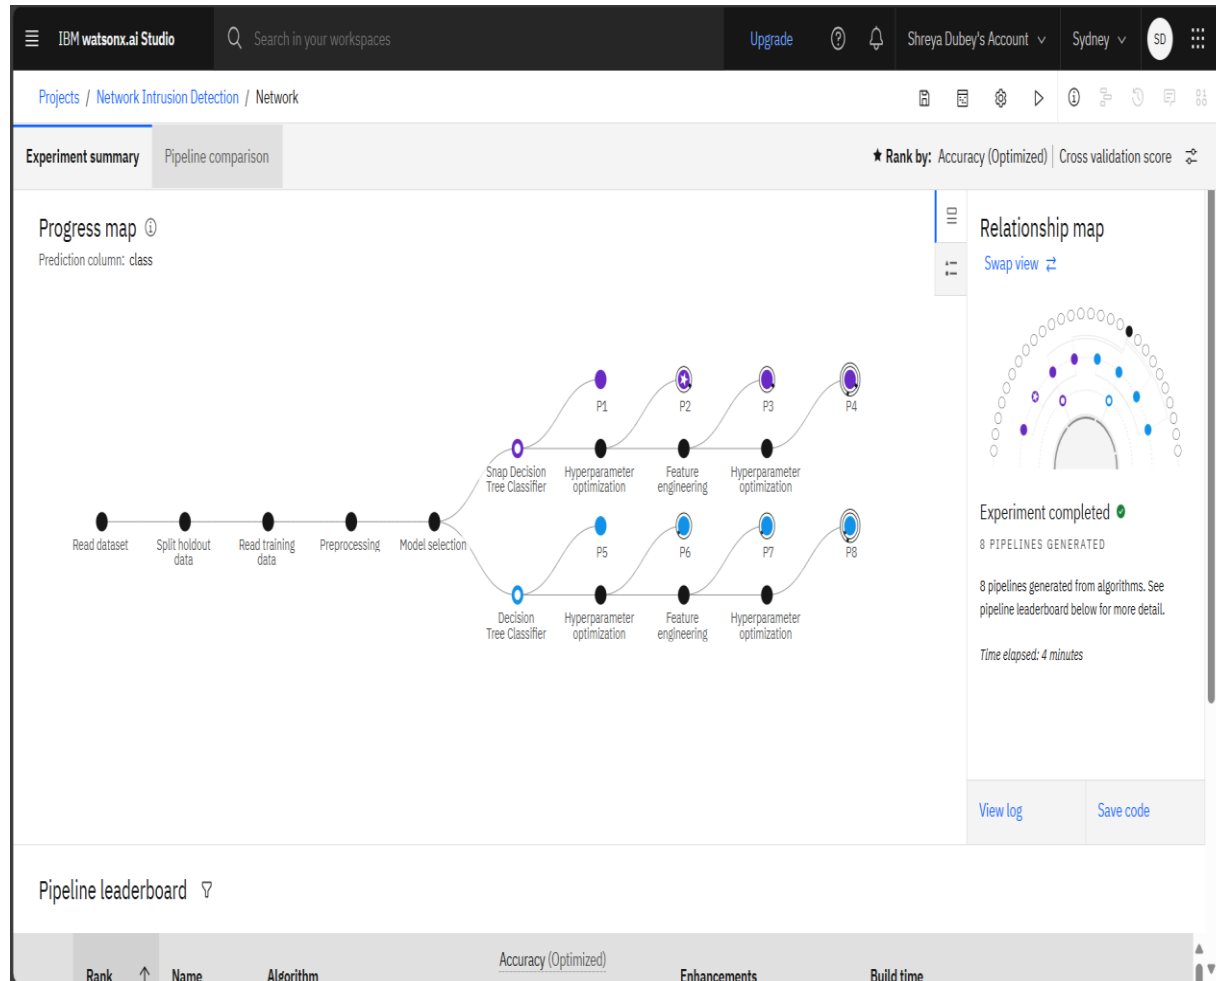 IBM watsonx.ai Studio
Search in your workspaces
Upgrade
Shreya Dubey's Account
Sydney
SD
Projects / Network Intrusion Detection / Network
Experiment summary
Pipeline comparison
Rank by: Accuracy (Optimized) | Cross validation score
Progress map
Prediction column: class
P1
P2
P3
P4
Snap Decision
Tree Classifier
Hyperparameter
optimization
Feature
engineering
Hyperparameter
optimization
Read dataset
Split holdout
data
Read training
data
Preprocessing
Model selection
P5
P6
P7
P8
Decision
Tree Classifier
Hyperparameter
optimization
Feature
engineering
Hyperparameter
optimization
Relationship map
Swap view
Experiment completed
8 PIPELINES GENERATED
8 pipelines generated from algorithms. See
pipeline leaderboard below for more detail.
Time elapsed: 4 minutes
View log
Save code
Pipeline leaderboard
Rank
Name
Algorithm
Accuracy (Optimized)
Enhancements
Build time